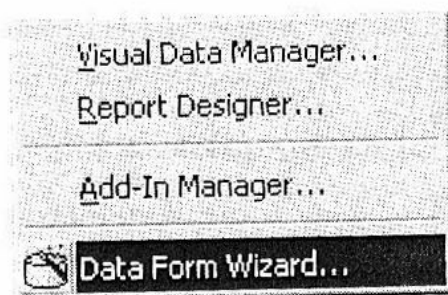 Visual Data Manager...
Report Designer...
Add-In Manager...
Data Form Wizard...